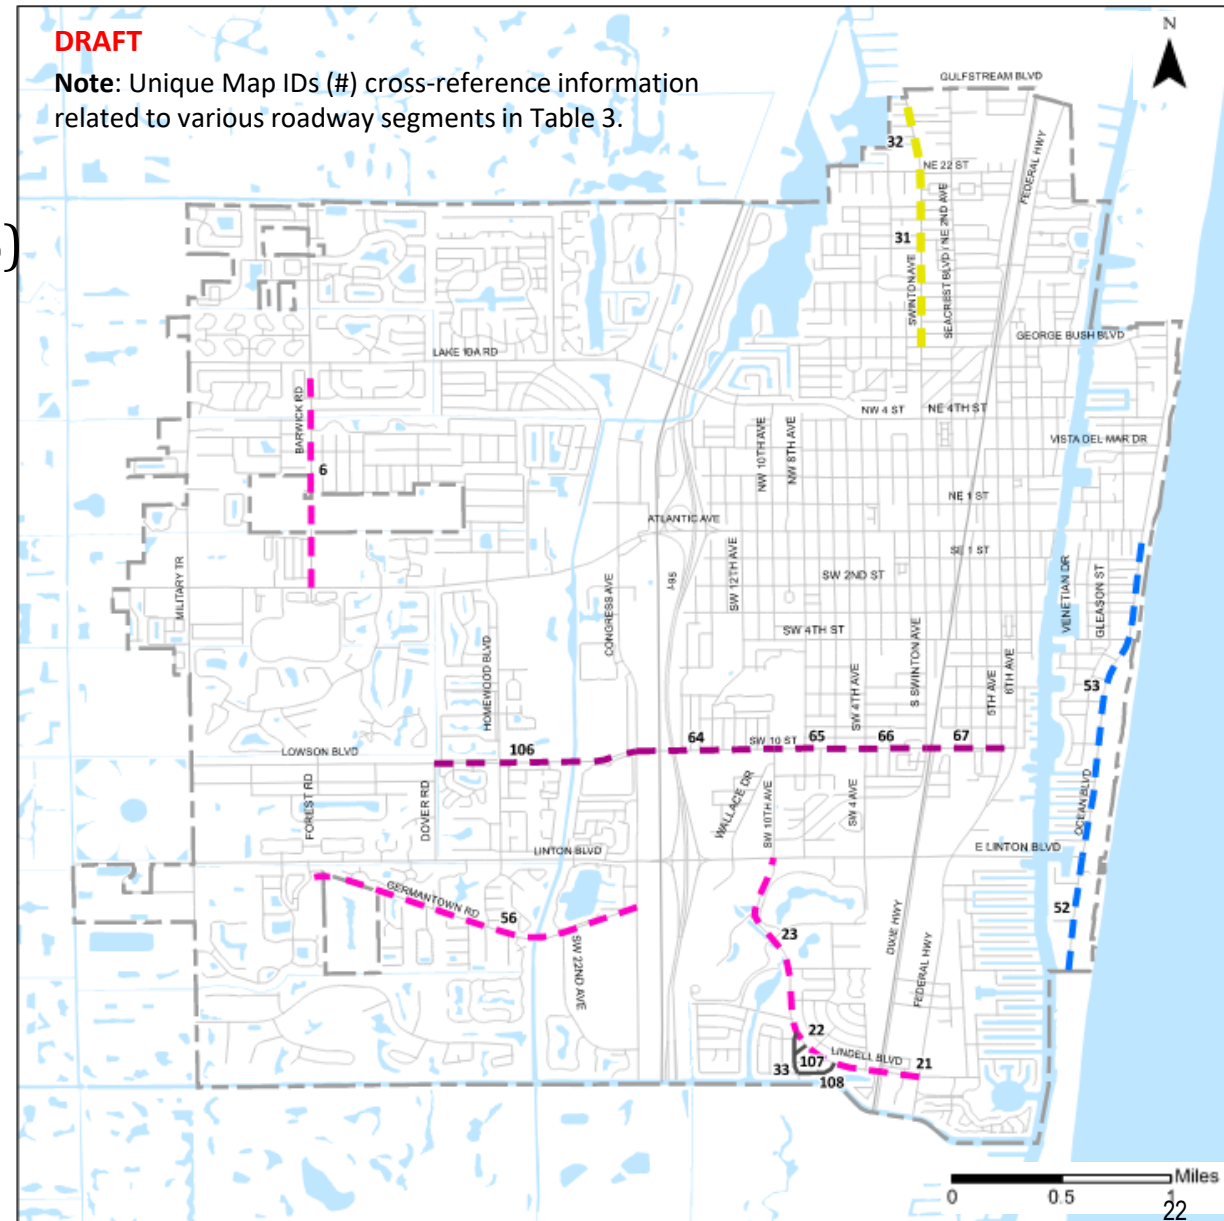 DRAFT
Note: Unique Map IDs (#) cross-reference information
related to various roadway segments in Table 3.
N
)
GULFSTREAM BLVD
32
NE 22 ST
FEDERAL HWY
31
SWINTON AVE
SEACREST BLVD / NE 2ND AVE
GEORGE BUSH BLVD
LAKE IDA RD
BARWICK RD
NW 4 ST
NE 4TH ST
VISTA DEL MAR DR
NW 10TH AVE
NW 8TH AVE
6
NE 1 ST
ATLANTIC AVE
SE 1 ST
MILITARY TR
I-95
SW 12TH AVE
SW 2ND ST
CONGRESS AVE
VENETIAN DR
GLEASON ST
SW 4TH ST
HOMEWOOD BLVD
S SWINTON AVE
SW 4TH AVE
5TH AVE
6TH AVE
53
LOWSON BLVD
106
64
SW 10 ST
65
66
67
FOREST RD
DOVER RD
WALLACE DR
SW 10TH AVE
SW 4 AVE
OCEAN BLVD
LINTON BLVD
E LINTON BLVD
GERMANTOWN RD
56
52
SW 22ND AVE
23
DIXIE HWY
FEDERAL HWY
22
LINDELL BLVD
21
107
33
108
Miles
0
0.5
1
22